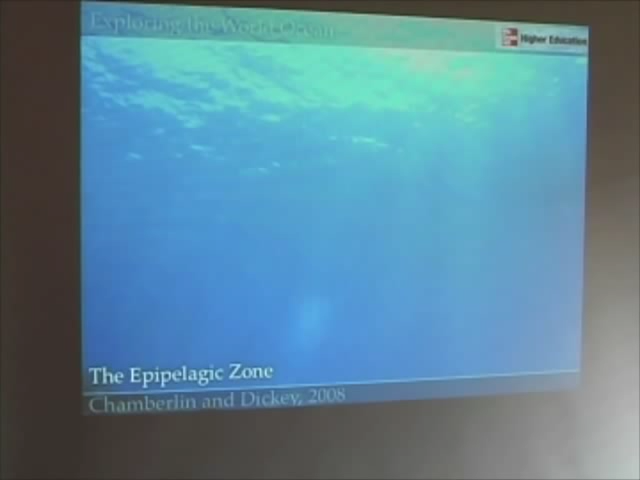 Exploring the World Ocean
Higher Education
The Epipelagic Zone
Chamberlin and Dickey, 2008